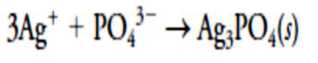 3Ag⁺ + PO₄³⁻ → Ag₃PO₄(s)